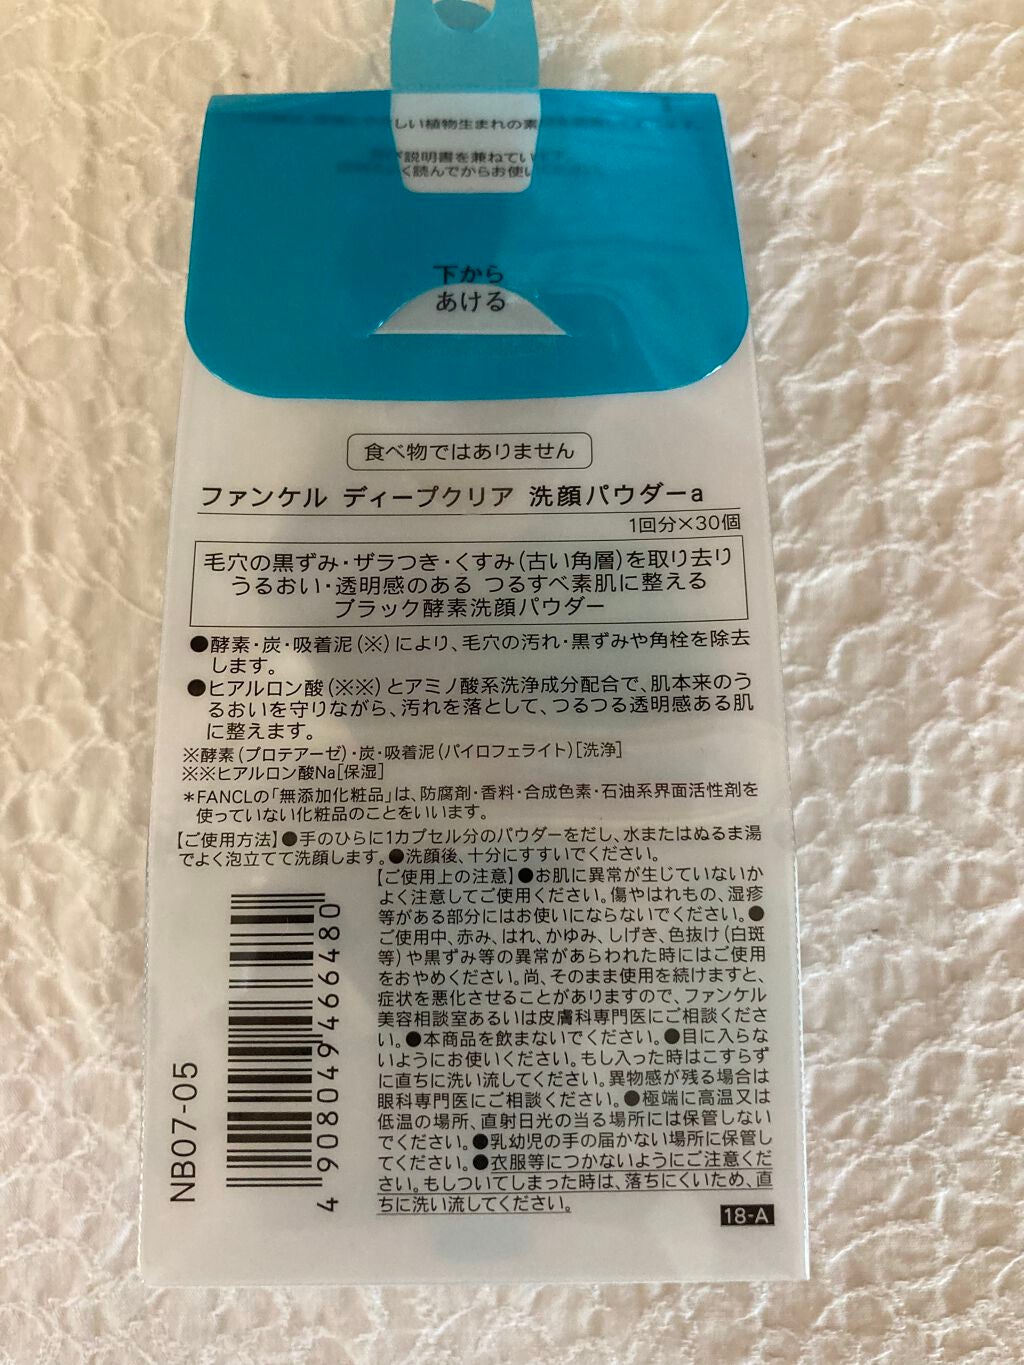 しい植物生まれの素
説明書を兼ねてい
く読んでからお使い
下から
あける
食べ物ではありません
ファンケル ディープクリア 洗顔パウダーa
1回分×30個
毛穴の黒ずみ・ザラつき・くすみ(古い角層)を取り去り
うるおい・透明感のある つるすべ素肌に整える
ブラック酵素洗顔パウダー
●酵素・炭・吸着泥(※)により、毛穴の汚れ・黒ずみや角栓を除去
します。
●ヒアルロン酸(※※)とアミノ酸系洗浄成分配合で、肌本来のう
るおいを守りながら、汚れを落として、つるつる透明感ある肌
に整えます。
※酵素(プロテアーゼ)・炭・吸着泥(パイロフェライト)[洗浄]
※※ヒアルロン酸Na[保湿]
*FANCLの「無添加化粧品」は、防腐剤・香料・合成色素・石油系界面活性剤を
使っていない化粧品のことをいいます。
【ご使用方法】●手のひらに1カプセル分のパウダーをだし、水またはぬるま湯
でよく泡立てて洗顔します。●洗顔後、十分にすすいでください。
【ご使用上の注意】●お肌に異常が生じていないか
よく注意してご使用ください。傷やはれもの、湿疹
等がある部分にはお使いにならないでください。●
ご使用中、赤み、はれ、かゆみ、しげき、色抜け(白斑
等)や黒ずみ等の異常があらわれた時にはご使用
をおやめください。尚、そのまま使用を続けますと、
症状を悪化させることがありますので、ファンケル
美容相談室あるいは皮膚科専門医にご相談くださ
い。●本商品を飲まないでください。●目に入らな
いようにお使いください。もし入った時はこすらず
に直ちに洗い流してください。異物感が残る場合は
眼科専門医にご相談ください。●極端に高温又は
低温の場所、直射日光の当る場所には保管しない
でください。●乳幼児の手の届かない場所に保管し
てください。●衣服等につかないようにご注意くだ
さい。もしついてしまった時は、落ちにくいため、直
ちに洗い流してください。
18-A
4 908049 466480
NB07-05